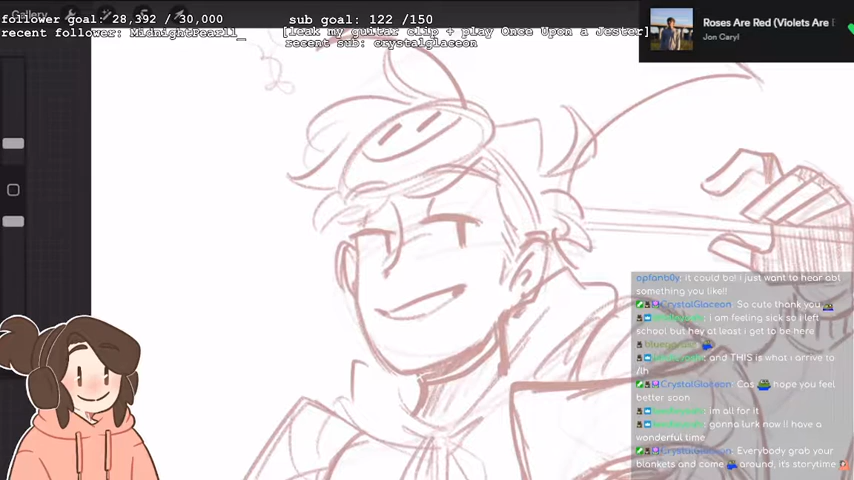 Gallery
follower goal: 28,392 / 30,000
sub goal: 122 /150
recent follower: MidnightPearll_
[leak my guitar clip + play Once Upon a Jester]
recent sub: crystalglaceon
Roses Are Red (Violets Are
Jon Caryl
opfanb0y: it could be! i just want to hear abt
something you like!!
CrystalGlaceon: So cute thank you
: i am feeling sick so i left
school but hey at least i get to be here
: and THIS is what i arrive to
/lh
CrystalGlaceon: Cas hope you feel
better soon
: im all for it
: gonna lurk now ll have a
wonderful time
CrystalGlaceon: Everybody grab your
blankets and come around, it's storytime